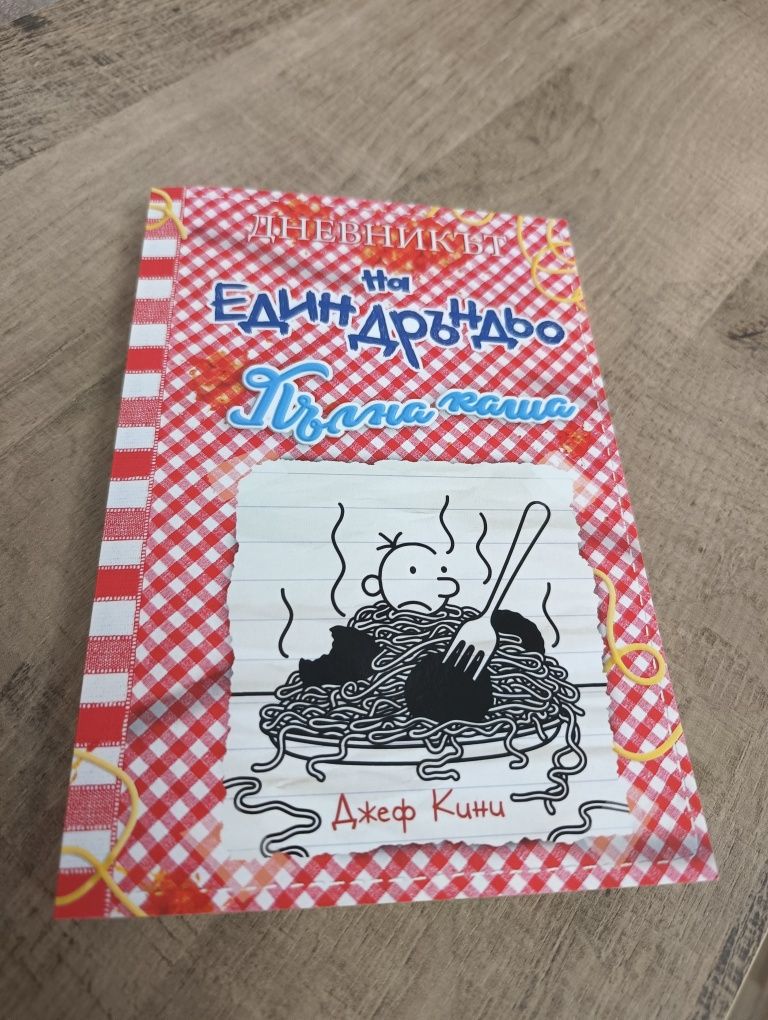 ДНЕВНИКЪТ
на
ЕДИН ДРЪНДЬО
Пълна каша
Джеф Кини